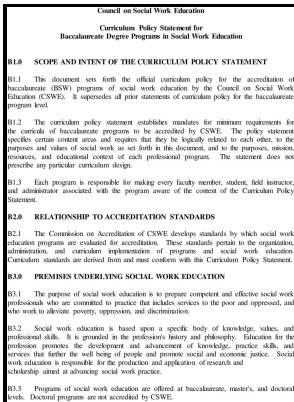 Council on Social Work Education
Curriculum Policy Statement for
Baccalaureate Degree Programs in Social Work Education
B1.0 SCOPE AND INTENT OF THE CURRICULUM POLICY STATEMENT
B1.1 This document sets forth the official curriculum policy for the accreditation of
baccalaureate (BSW) programs of social work education by the Council on Social Work
Education (CSWE). It supersedes all prior statements of curriculum policy for the baccalaureate
program level.
B1.2 The curriculum policy statement establishes mandates for minimum requirements for
the curricula of baccalaureate programs to be accredited by CSWE. The policy statement
specifies certain content areas and requires that they be logically related to each other, to the
purposes and values of social work as set forth in this document, and to the purposes, mission,
resources, and educational context of each professional program. The statement does not
prescribe any particular curriculum design.
B1.3 Each program is responsible for making every faculty member, student, field instructor,
and administrator associated with the program aware of the content of the Curriculum Policy
Statement.
B2.0 RELATIONSHIP TO ACCREDITATION STANDARDS
B2.1 The Commission on Accreditation of CSWE develops standards by which social work
education programs are evaluated for accreditation. These standards pertain to the organization,
administration, and curriculum implementation of programs and social work education.
Curriculum standards are derived from and must conform with this Curriculum Policy Statement.
B3.0 PREMISES UNDERLYING SOCIAL WORK EDUCATION
B3.1 The purpose of social work education is to prepare competent and effective social work
professionals who are committed to practice that includes services to the poor and oppressed, and
who work to alleviate poverty, oppression, and discrimination.
B3.2 Social work education is based upon a specific body of knowledge, values, and
professional skills. It is grounded in the profession's history and philosophy. Education for the
profession promotes the development and advancement of knowledge, practice skills, and
services that further the well being of people and promote social and economic justice. Social
work education is responsible for the production and application of research and
scholarship aimed at advancing social work practice.
B3.3 Programs of social work education are offered at baccalaureate, master's, and doctoral
levels. Doctoral programs are not accredited by CSWE.